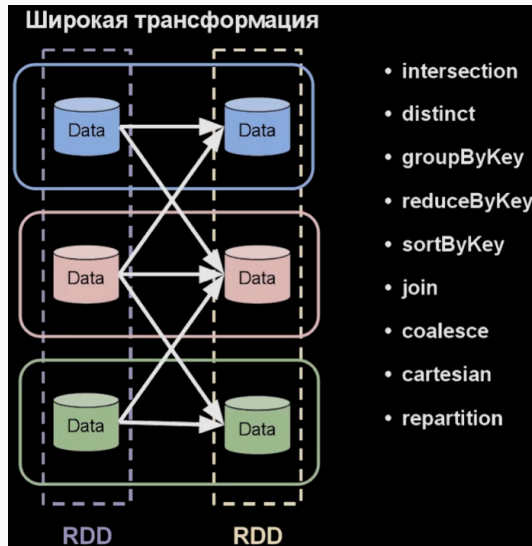 Широкая трансформация
Data
Data
Data
Data
Data
Data
RDD
RDD
• intersection
• distinct
• groupByKey
• reduceByKey
• sortByKey
• join
• coalesce
• cartesian
• repartition